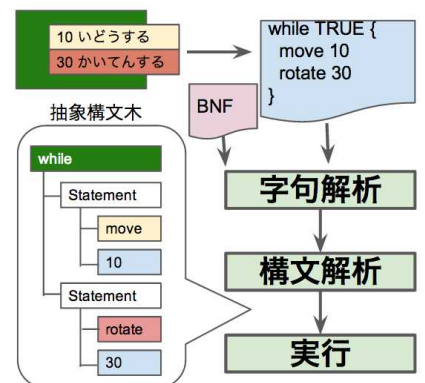 10 いどうする
30 かいてんする
while TRUE {
move 10
rotate 30
}
BNF
抽象構文木
while
Statement
move
10
Statement
rotate
30
字句解析
構文解析
実行